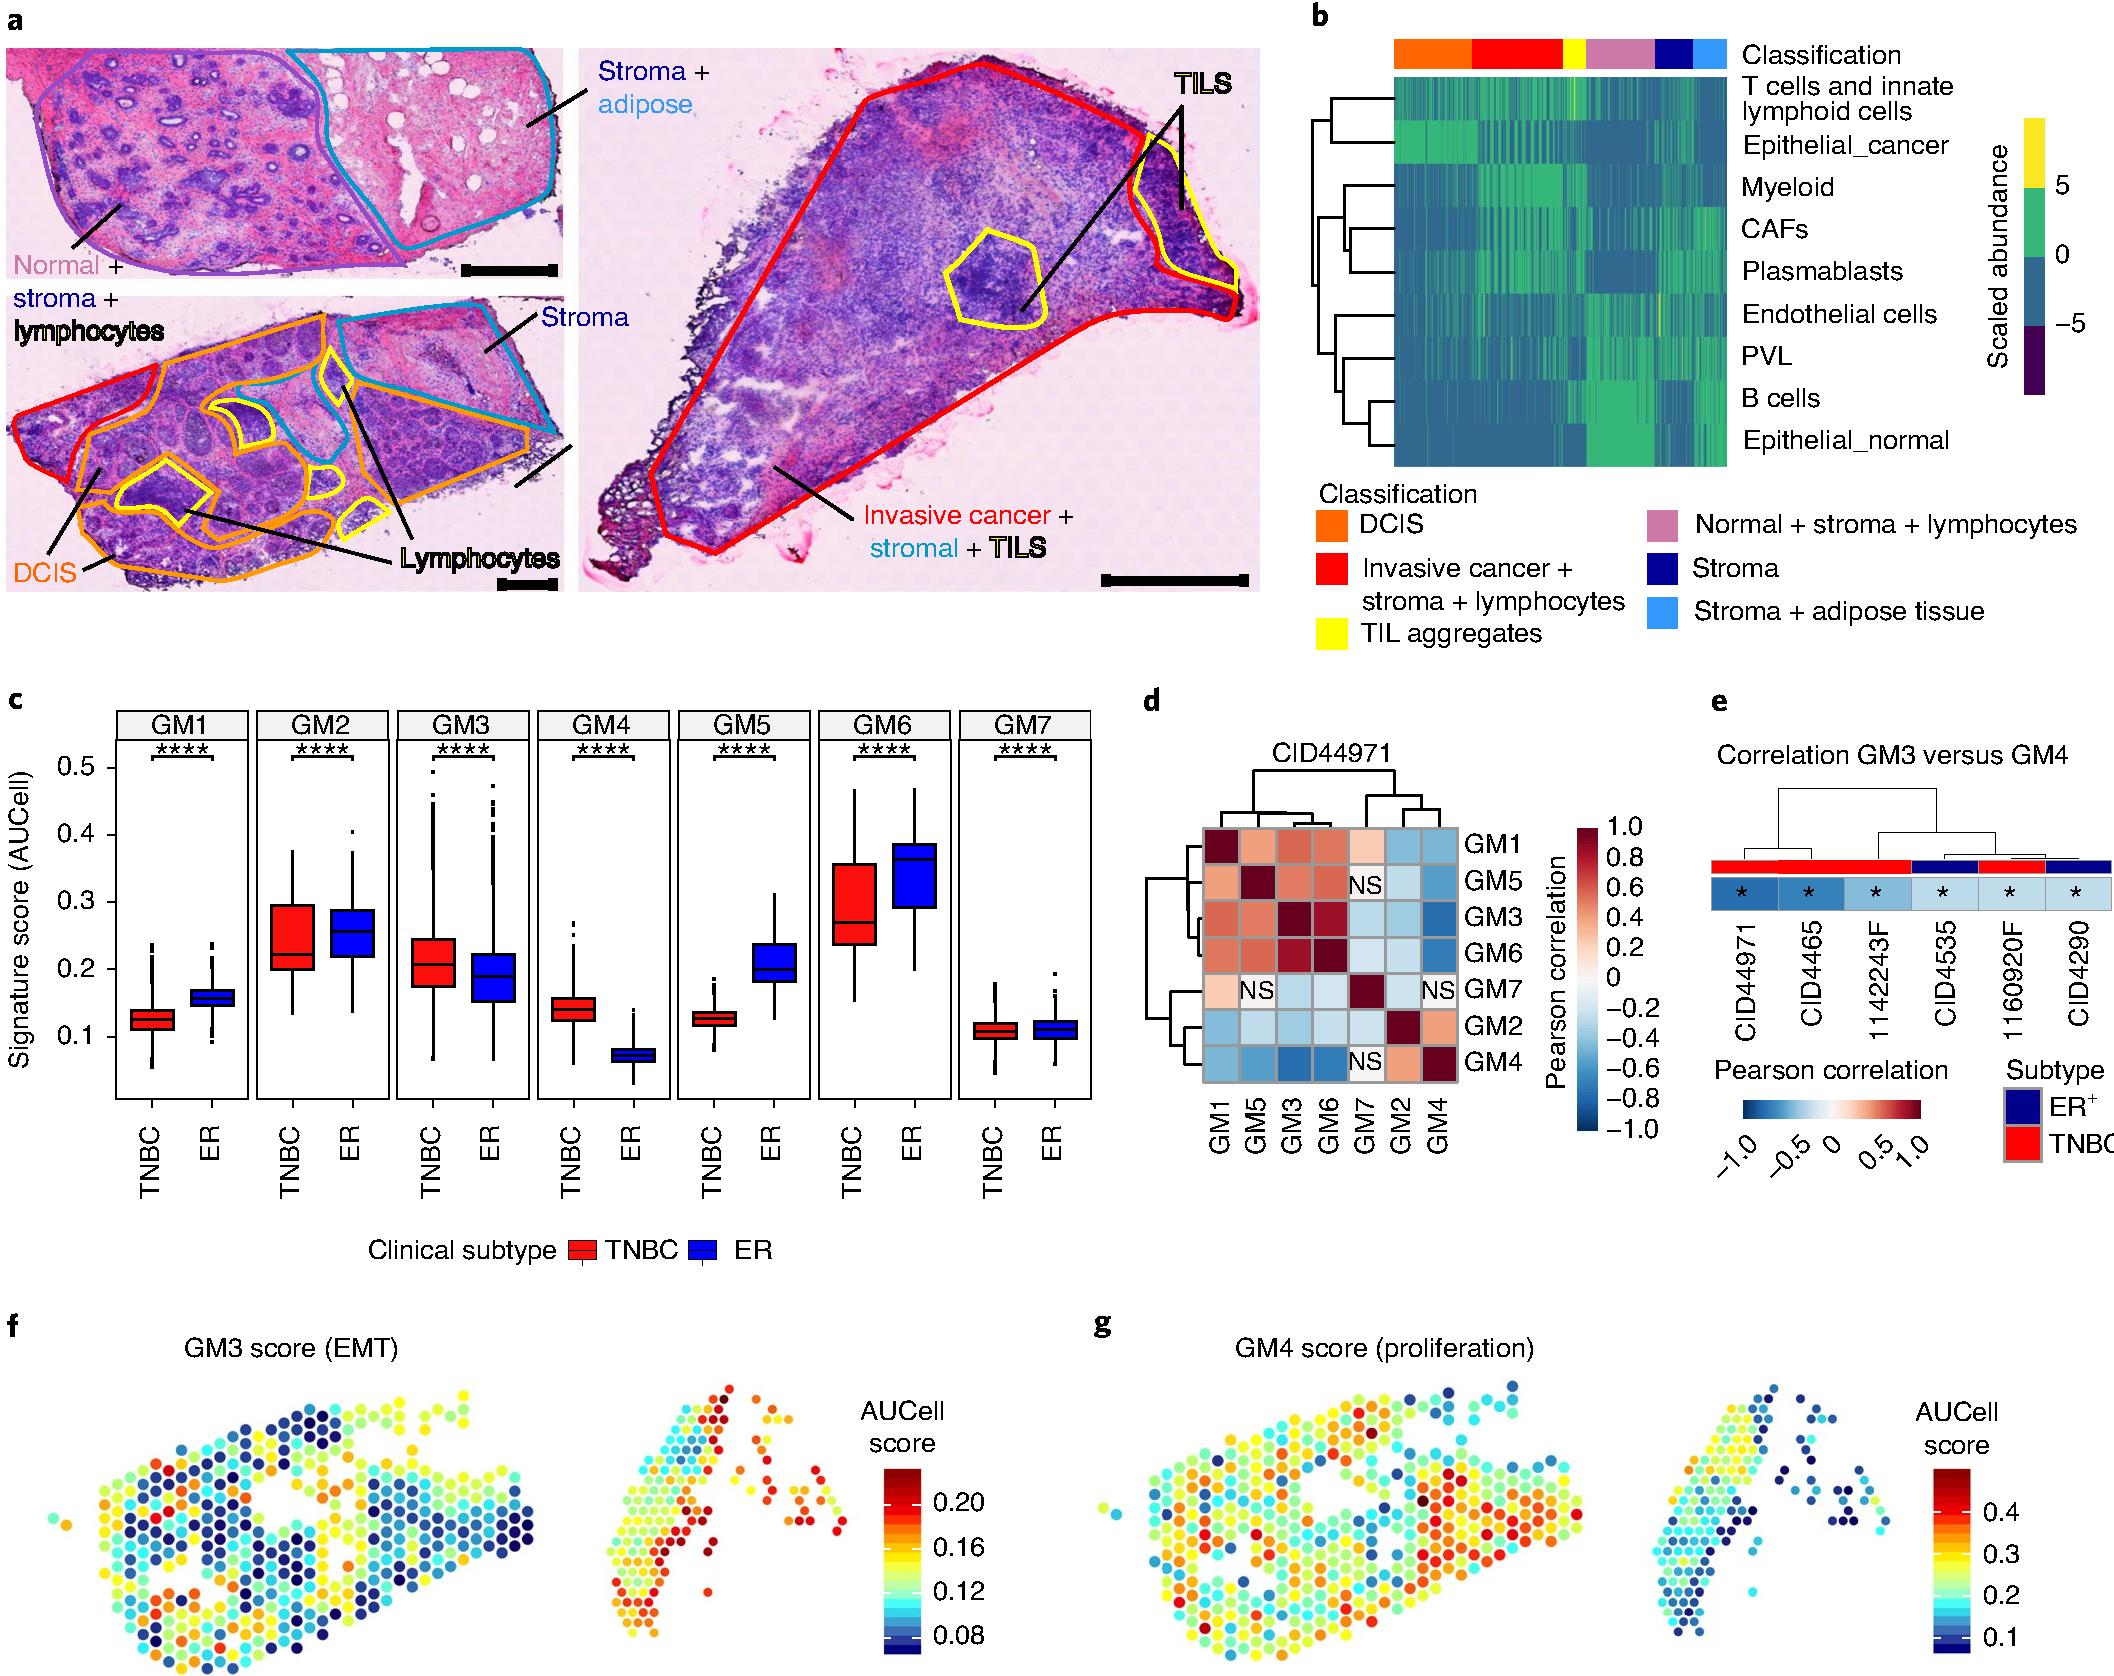 a
Stroma +
adipose
Normal +
stroma +
lymphocytes
Stroma
DCIS
Lymphocytes
TILS
Invasive cancer +
stromal + TILS
b
Classification
T cells and innate
lymphoid cells
Epithelial_cancer
Myeloid
CAFs
Plasmablasts
Endothelial cells
PVL
B cells
Epithelial_normal
Scaled abundance
5
0
−5
Classification
DCIS
Invasive cancer +
stroma + lymphocytes
TIL aggregates
Normal + stroma + lymphocytes
Stroma
Stroma + adipose tissue
c
GM1 GM2 GM3 GM4 GM5 GM6 GM7
**** **** **** **** **** **** ****
Signature score (AUCell)
0.5
0.4
0.3
0.2
0.1
TNBC ER TNBC ER TNBC ER TNBC ER TNBC ER TNBC ER TNBC ER
Clinical subtype TNBC ER
d
CID44971
GM1
NS GM5
GM3
GM6
NS NS GM7
GM2
NS GM4
GM1 GM5 GM3 GM6 GM7 GM2 GM4
Pearson correlation
1.0
0.8
0.6
0.4
0.2
0
−0.2
−0.4
−0.6
−0.8
−1.0
e
Correlation GM3 versus GM4
* * * * * *
CID44971 CID4465 1142243F CID4535 1160920F CID4290
Pearson correlation
−1.0 −0.5 0 0.5 1.0
Subtype
ER+
TNBC
f
GM3 score (EMT)
AUCell
score
0.20
0.16
0.12
0.08
g
GM4 score (proliferation)
AUCell
score
0.4
0.3
0.2
0.1